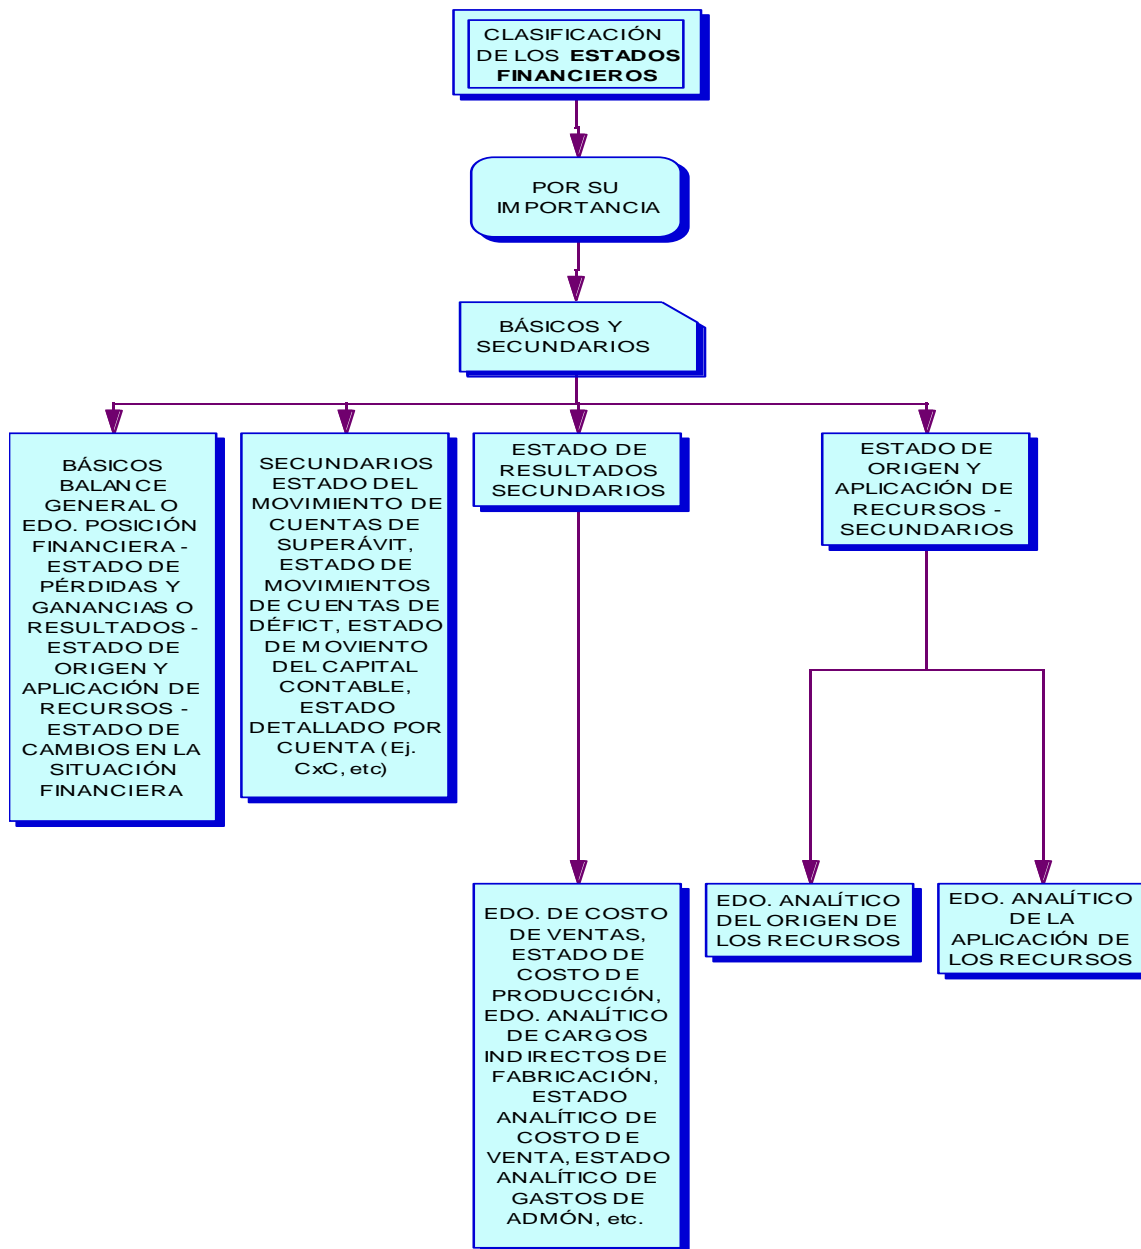 CLASIFICACIÓN
DE LOS ESTADOS
FINANCIEROS
POR SU
IMPORTANCIA
BÁSICOS Y
SECUNDARIOS
BÁSICOS
BALANCE
GENERAL O
EDO. POSICIÓN
FINANCIERA -
ESTADO DE
PÉRDIDAS Y
GANANCIAS O
RESULTADOS -
ESTADO DE
ORIGEN Y
APLICACIÓN DE
RECURSOS -
ESTADO DE
CAMBIOS EN LA
SITUACIÓN
FINANCIERA
SECUNDARIOS
ESTADO DEL
MOVIMIENTO DE
CUENTAS DE
SUPERÁVIT,
ESTADO DE
MOVIMIENTOS
DE CUENTAS DE
DÉFICT, ESTADO
DE MOVIENTO
DEL CAPITAL
CONTABLE,
ESTADO
DETALLADO POR
CUENTA (Ej.
CxC, etc)
ESTADO DE
RESULTADOS
SECUNDARIOS
ESTADO DE
ORIGEN Y
APLICACIÓN DE
RECURSOS -
SECUNDARIOS
EDO. DE COSTO
DE VENTAS,
ESTADO DE
COSTO DE
PRODUCCIÓN,
EDO. ANALÍTICO
DE CARGOS
INDIRECTOS DE
FABRICACIÓN,
ESTADO
ANALÍTICO DE
COSTO DE
VENTA, ESTADO
ANALÍTICO DE
GASTOS DE
ADMÓN, etc.
EDO. ANALÍTICO
DEL ORIGEN DE
LOS RECURSOS
EDO. ANALÍTICO
DE LA
APLICACIÓN DE
LOS RECURSOS